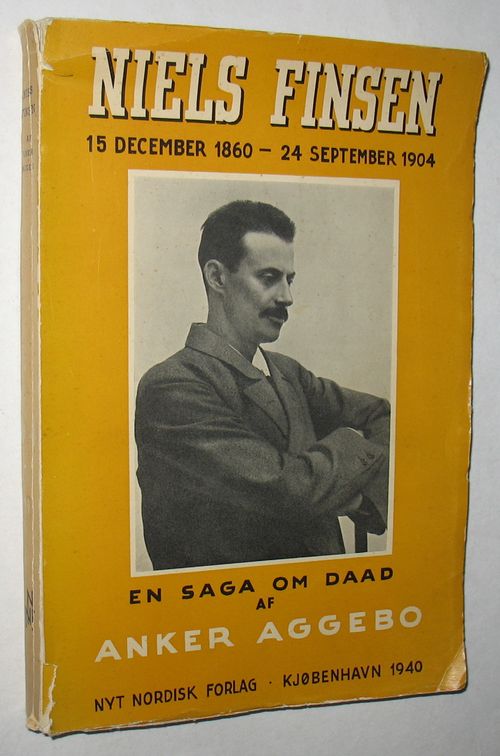 NIELS FINSEN
15 DECEMBER 1860 – 24 SEPTEMBER 1904
EN SAGA OM DAAD
AF
ANKER AGGEBO
NYT NORDISK FORLAG · KJØBENHAVN 1940